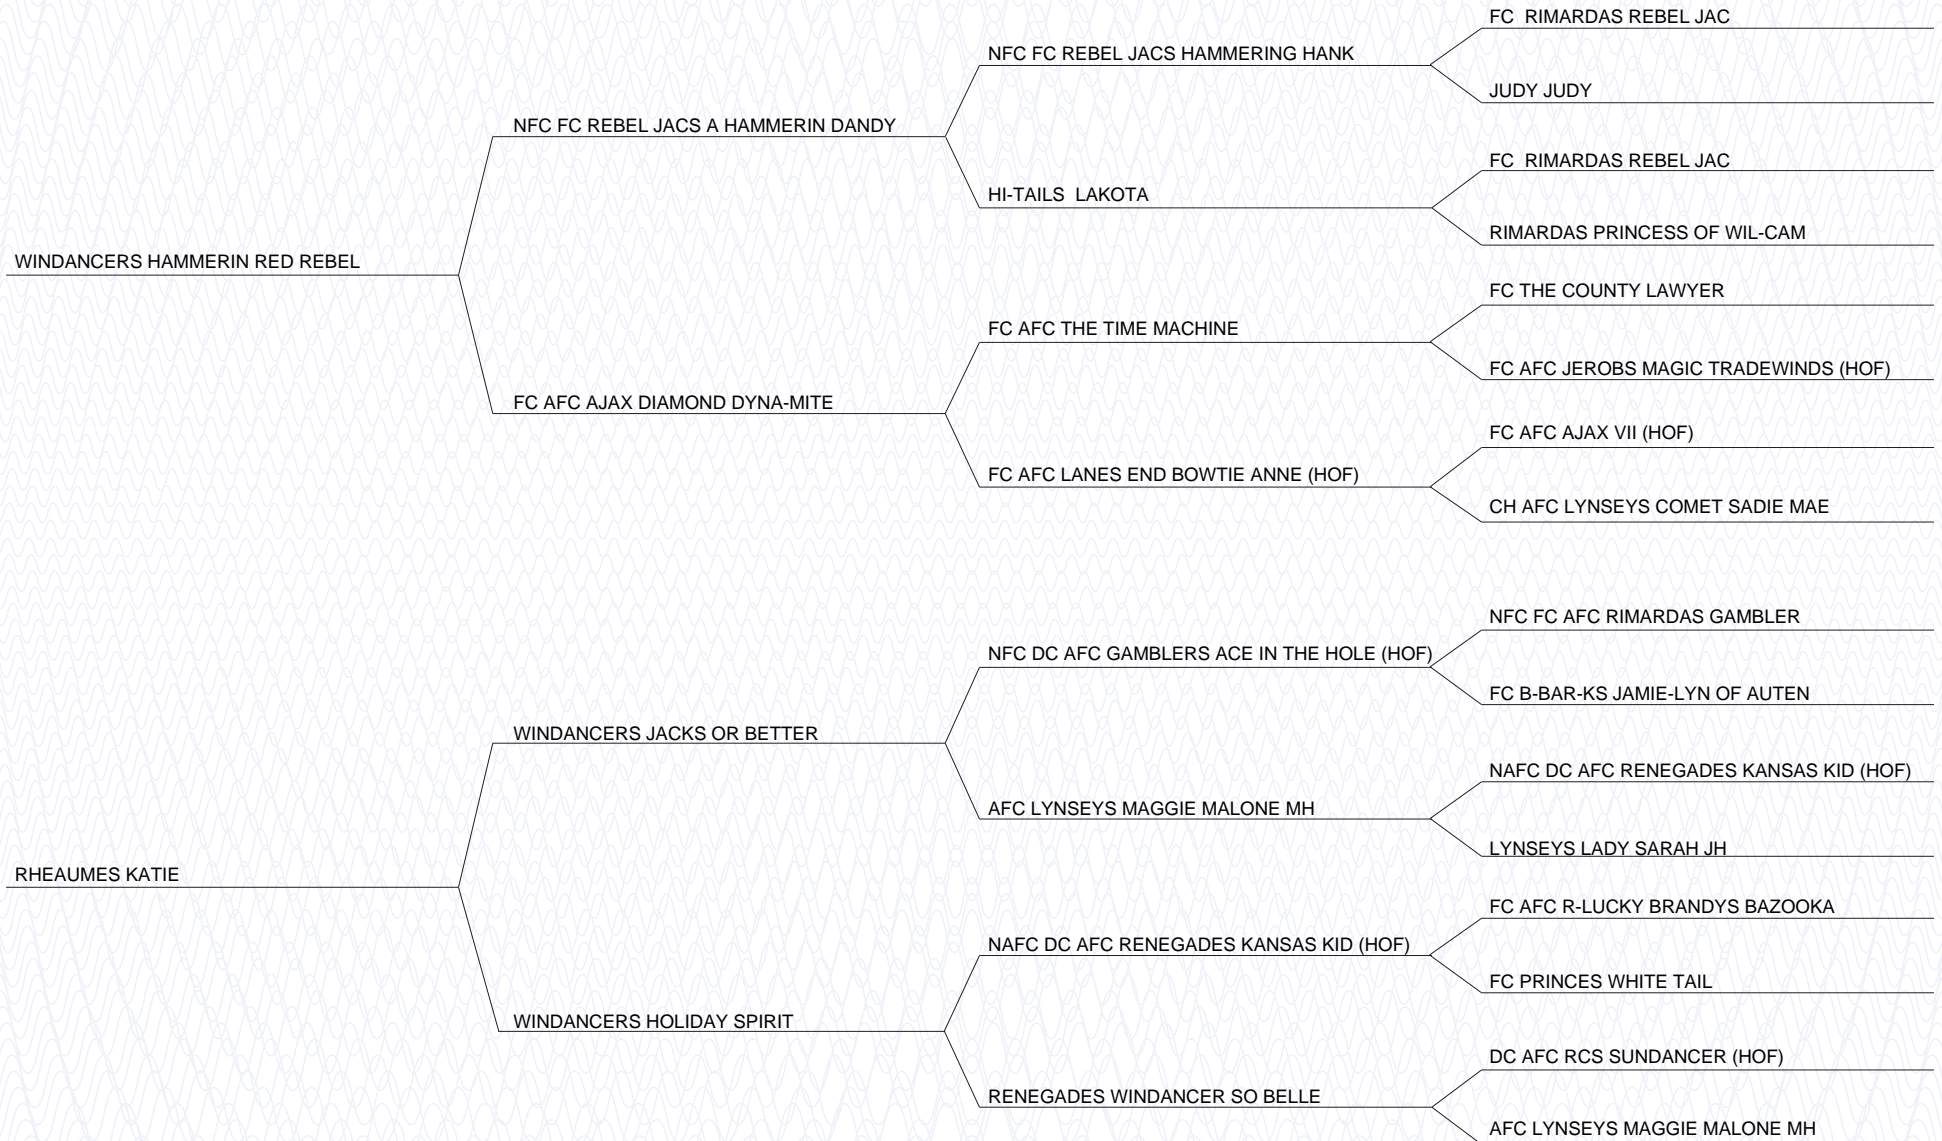 FC RIMARDAS REBEL JAC
NFC FC REBEL JACS HAMMERING HANK
JUDY JUDY
NFC FC REBEL JACS A HAMMERIN DANDY
FC RIMARDAS REBEL JAC
HI-TAILS LAKOTA
RIMARDAS PRINCESS OF WIL-CAM
WINDANCERS HAMMERIN RED REBEL
FC THE COUNTY LAWYER
FC AFC THE TIME MACHINE
FC AFC JEROBS MAGIC TRADEWINDS (HOF)
FC AFC AJAX DIAMOND DYNA-MITE
FC AFC AJAX VII (HOF)
FC AFC LANES END BOWTIE ANNE (HOF)
CH AFC LYNSEYS COMET SADIE MAE
NFC FC AFC RIMARDAS GAMBLER
NFC DC AFC GAMBLERS ACE IN THE HOLE (HOF)
FC B-BAR-KS JAMIE-LYN OF AUTEN
WINDANCERS JACKS OR BETTER
NAFC DC AFC RENEGADES KANSAS KID (HOF)
AFC LYNSEYS MAGGIE MALONE MH
LYNSEYS LADY SARAH JH
RHEAUMES KATIE
FC AFC R-LUCKY BRANDYS BAZOOKA
NAFC DC AFC RENEGADES KANSAS KID (HOF)
FC PRINCES WHITE TAIL
WINDANCERS HOLIDAY SPIRIT
DC AFC RCS SUNDANCER (HOF)
RENEGADES WINDANCER SO BELLE
AFC LYNSEYS MAGGIE MALONE MH